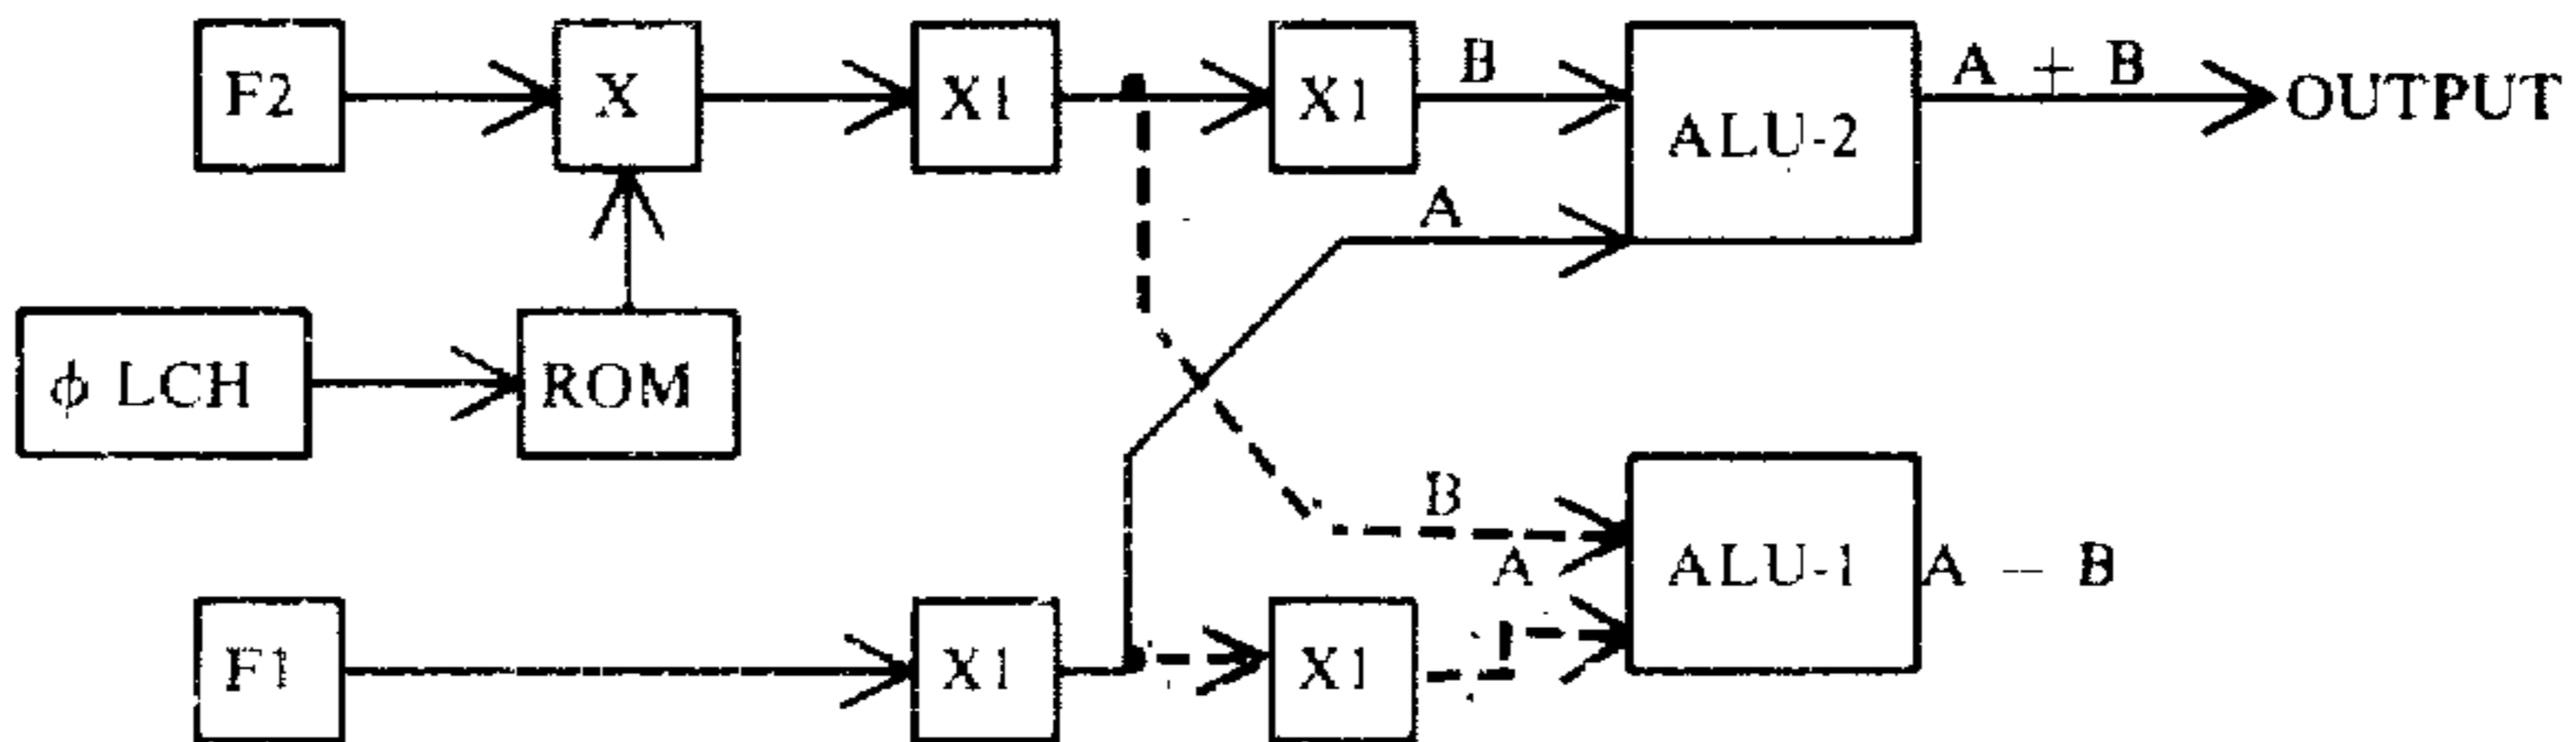 F2
X
X1
X1
B
ALU-2
A + B
OUTPUT
A
φ LCH
ROM
B
A
ALU-1
A − B
F1
X1
X1